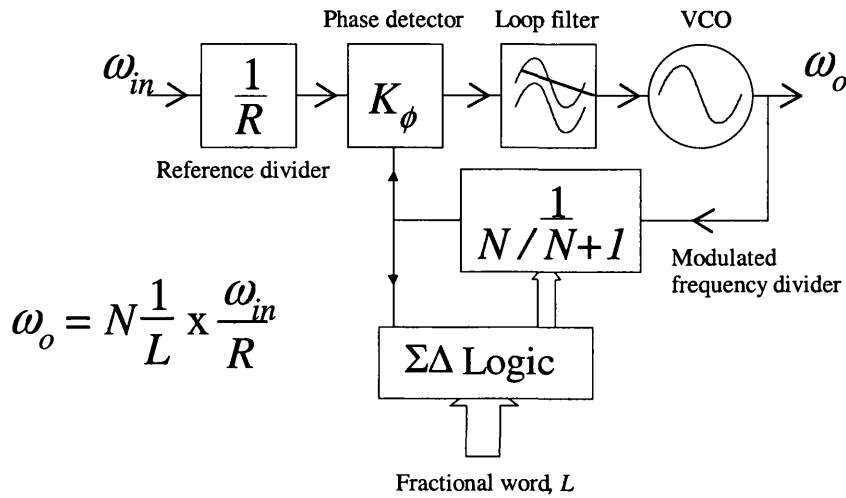 Phase detector
Loop filter
VCO
ω_in
1/R
K_ϕ
ω_o
Reference divider
1
N / N+1
Modulated
frequency divider
ω_o = N 1/L x ω_in/R
ΣΔ Logic
Fractional word, L